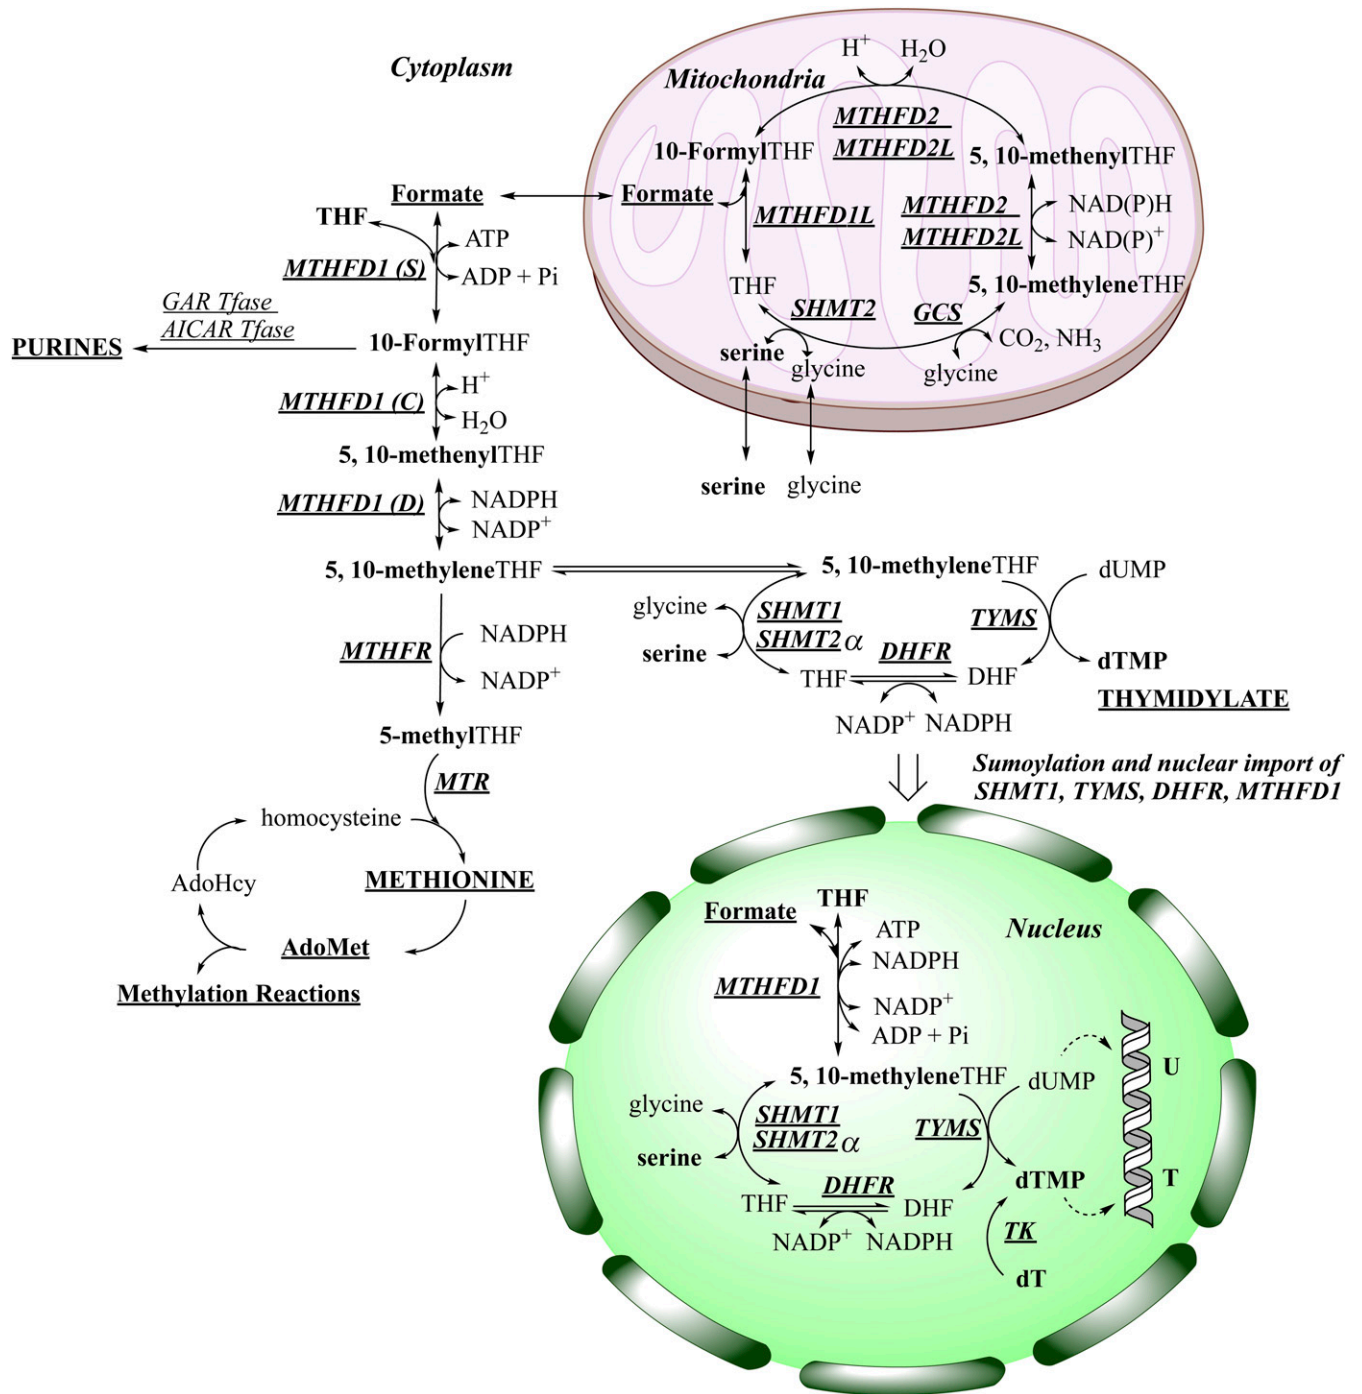 Cytoplasm
Mitochondria
H⁺
H₂O
MTHFD2
MTHFD2L
10-FormylTHF
5, 10-methenylTHF
Formate
Formate
MTHFD1L
MTHFD2
MTHFD2L
NAD(P)H
NAD(P)⁺
THF
5, 10-methyleneTHF
SHMT2
GCS
serine
glycine
glycine
CO₂, NH₃
serine
glycine
THF
ATP
MTHFD1 (S)
ADP + Pi
GAR Tfase
AICAR Tfase
PURINES
10-FormylTHF
H⁺
MTHFD1 (C)
H₂O
5, 10-methenylTHF
MTHFD1 (D)
NADPH
NADP⁺
5, 10-methyleneTHF
5, 10-methyleneTHF
dUMP
glycine
SHMT1
SHMT2α
serine
TYMS
DHFR
THF
DHF
dTMP
THYMIDYLATE
NADP⁺
NADPH
MTHFR
NADPH
NADP⁺
5-methylTHF
MTR
homocysteine
AdoHcy
METHIONINE
AdoMet
Methylation Reactions
Sumoylation and nuclear import of
SHMT1, TYMS, DHFR, MTHFD1
Nucleus
THF
Formate
ATP
NADPH
MTHFD1
NADP⁺
ADP + Pi
5, 10-methyleneTHF
dUMP
U
glycine
SHMT1
SHMT2α
serine
TYMS
DHFR
THF
DHF
dTMP
T
NADP⁺
NADPH
TK
dT